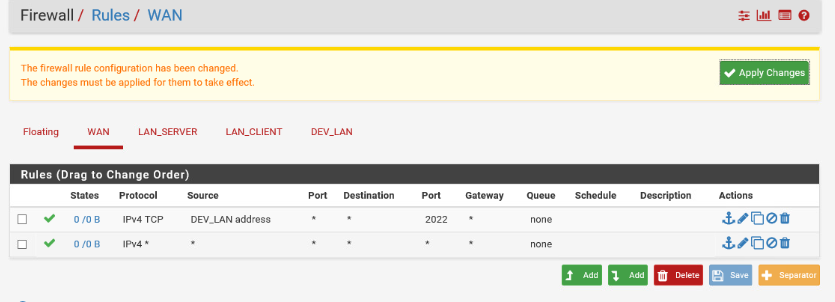 Firewall / Rules / WAN
The firewall rule configuration has been changed.
The changes must be applied for them to take effect.
Apply Changes
Floating WAN LAN_SERVER LAN_CLIENT DEV_LAN
Rules (Drag to Change Order)
States Protocol Source Port Destination Port Gateway Queue Schedule Description Actions
0 /0 B IPv4 TCP DEV_LAN address * * 2022 * none
0 /0 B IPv4 * * * * * * none
Add Add Delete Save Separator